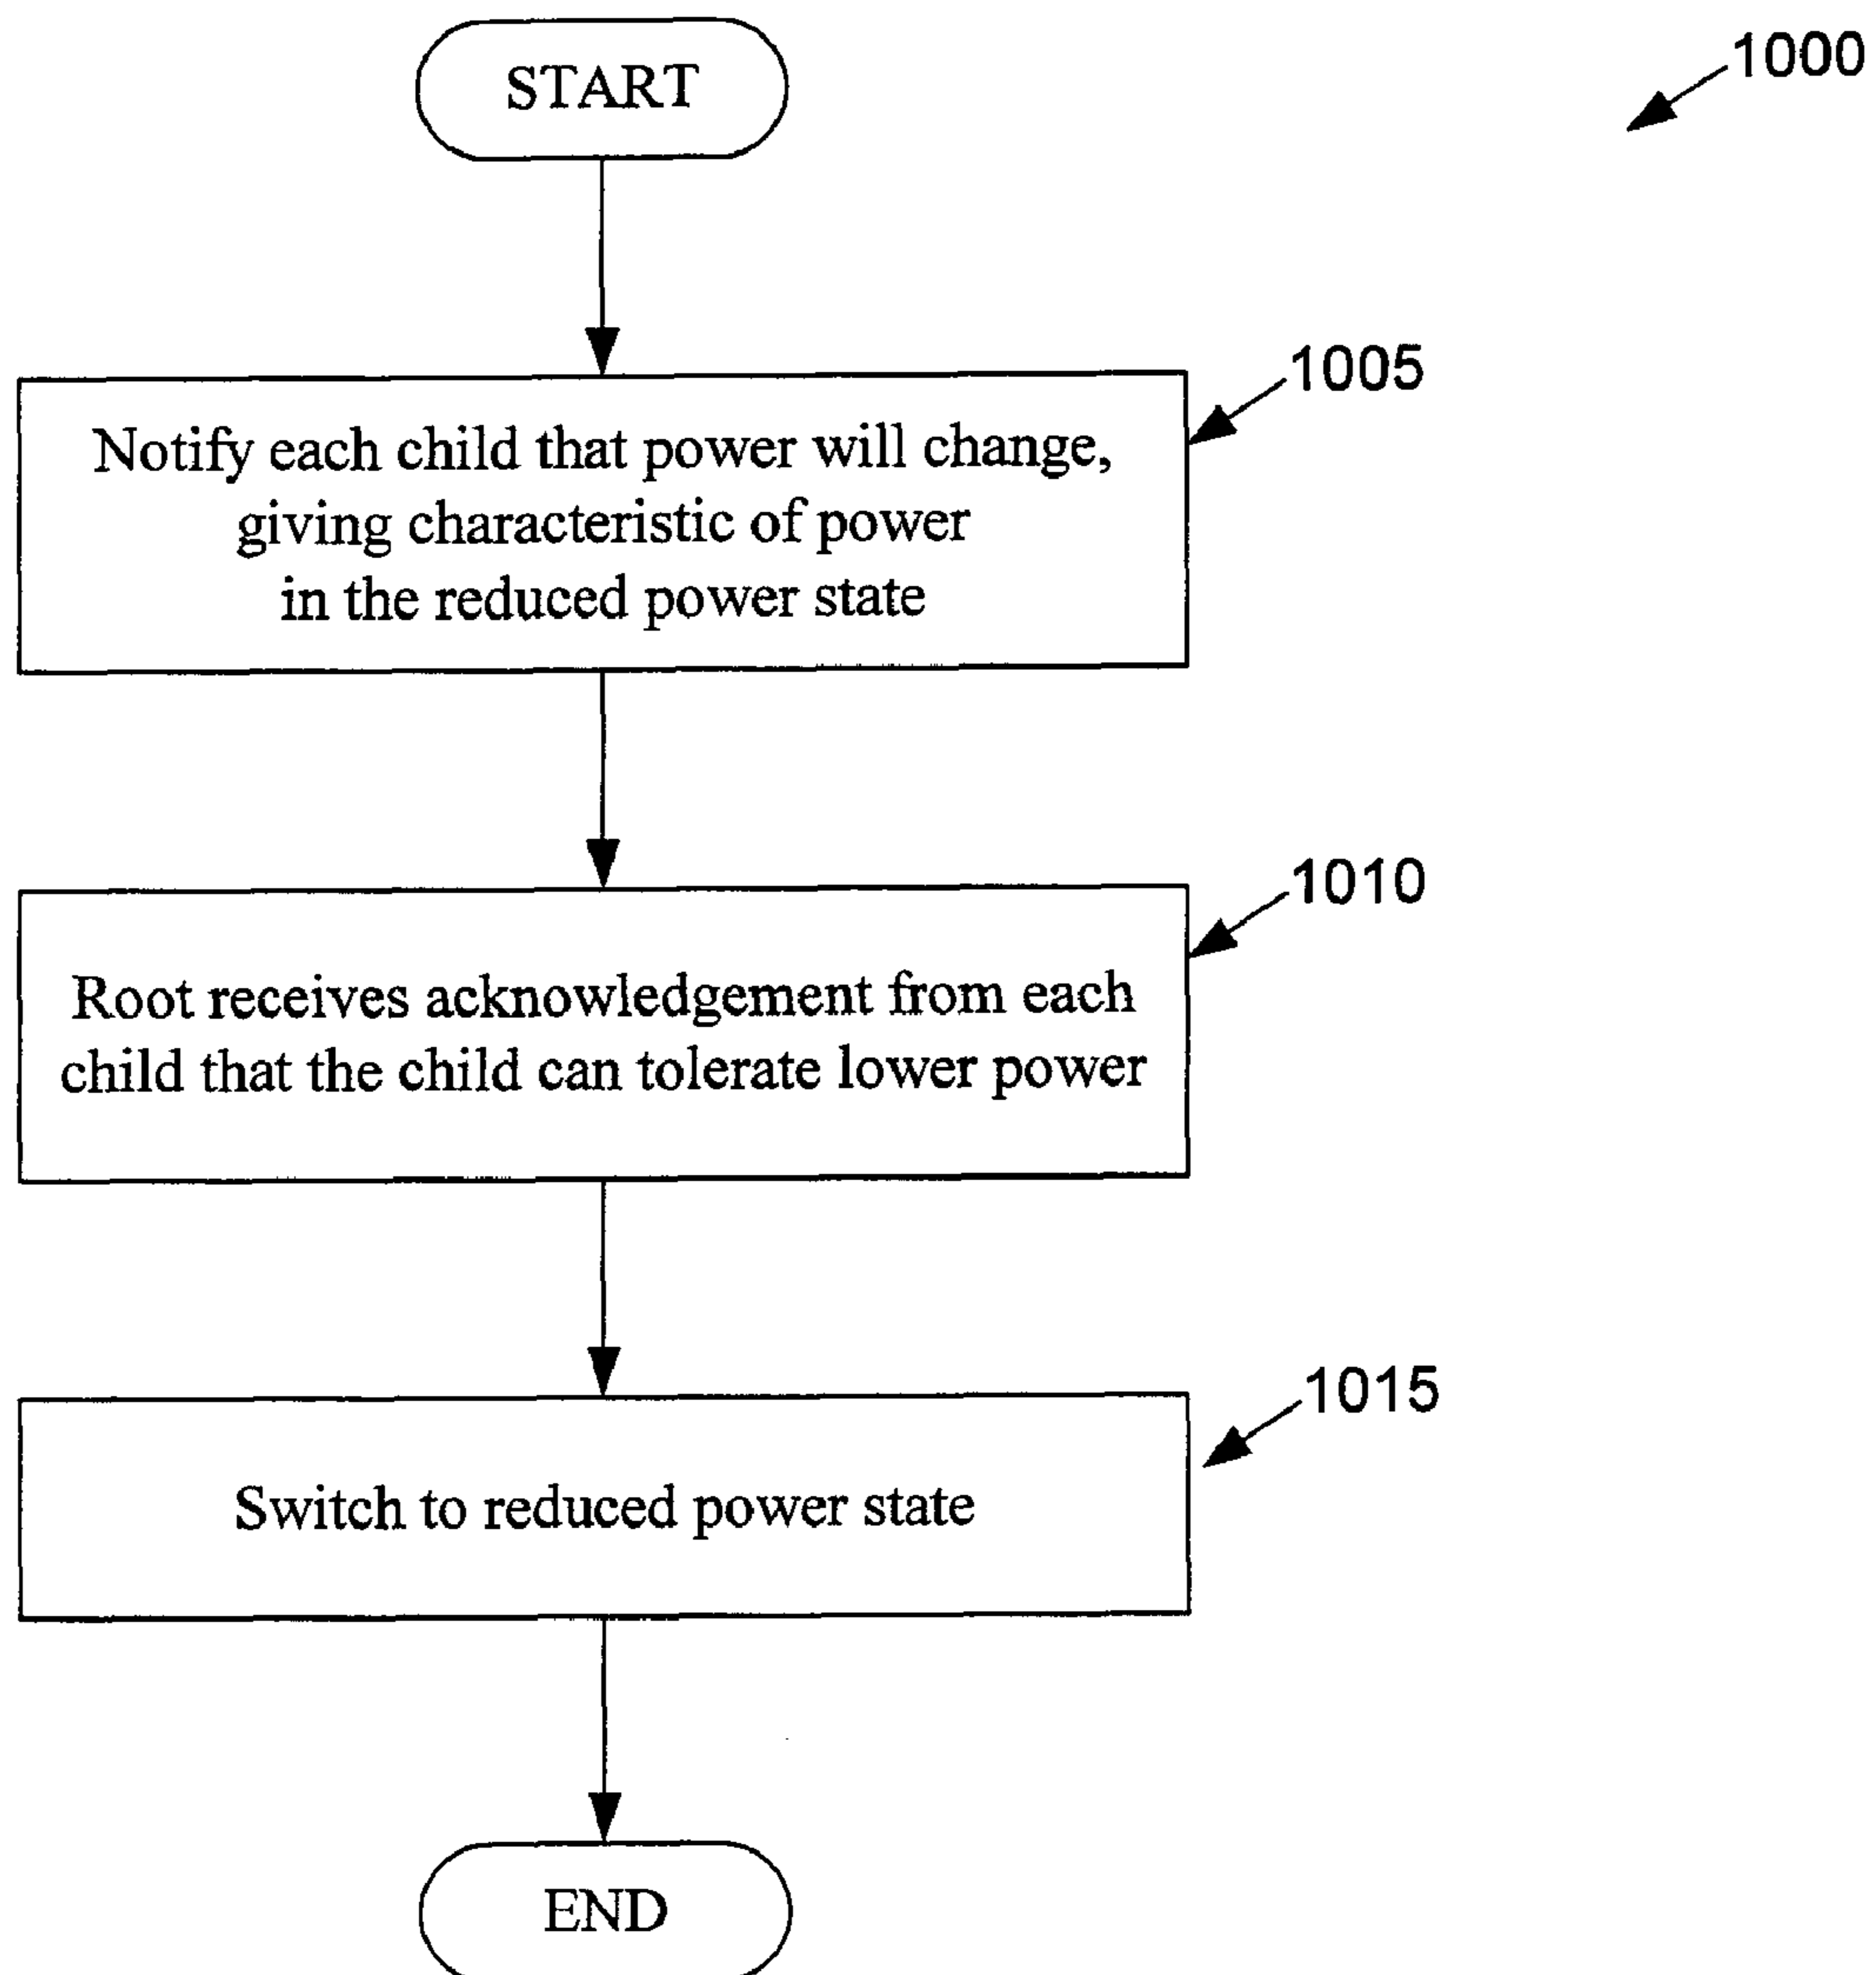 START
1000
1005
Notify each child that power will change,
giving characteristic of power
in the reduced power state
1010
Root receives acknowledgement from each
child that the child can tolerate lower power
1015
Switch to reduced power state
END